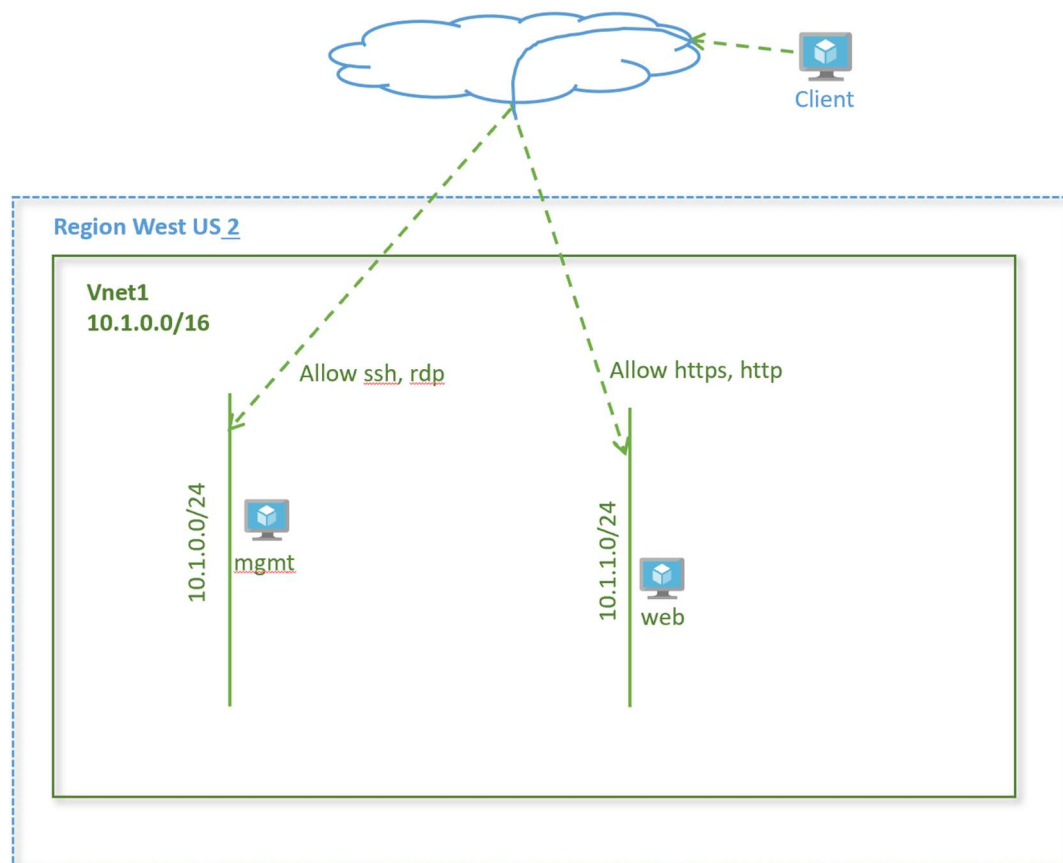 Client
Region West US 2
Vnet1
10.1.0.0/16
Allow ssh, rdp
Allow https, http
10.1.0.0/24
mgmt
10.1.1.0/24
web